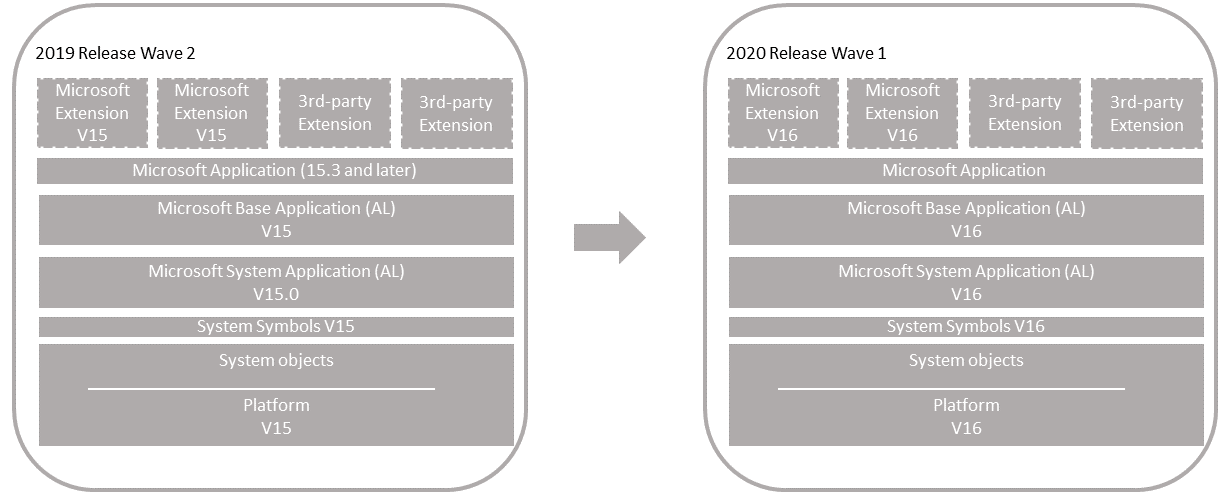 2019 Release Wave 2
Microsoft
Extension
V15
Microsoft
Extension
V15
3rd-party
Extension
3rd-party
Extension
Microsoft Application (15.3 and later)
Microsoft Base Application (AL)
V15
Microsoft System Application (AL)
V15.0
System Symbols V15
System objects
Platform
V15
2020 Release Wave 1
Microsoft
Extension
V16
Microsoft
Extension
V16
3rd-party
Extension
3rd-party
Extension
Microsoft Application
Microsoft Base Application (AL)
V16
Microsoft System Application (AL)
V16
System Symbols V16
System objects
Platform
V16